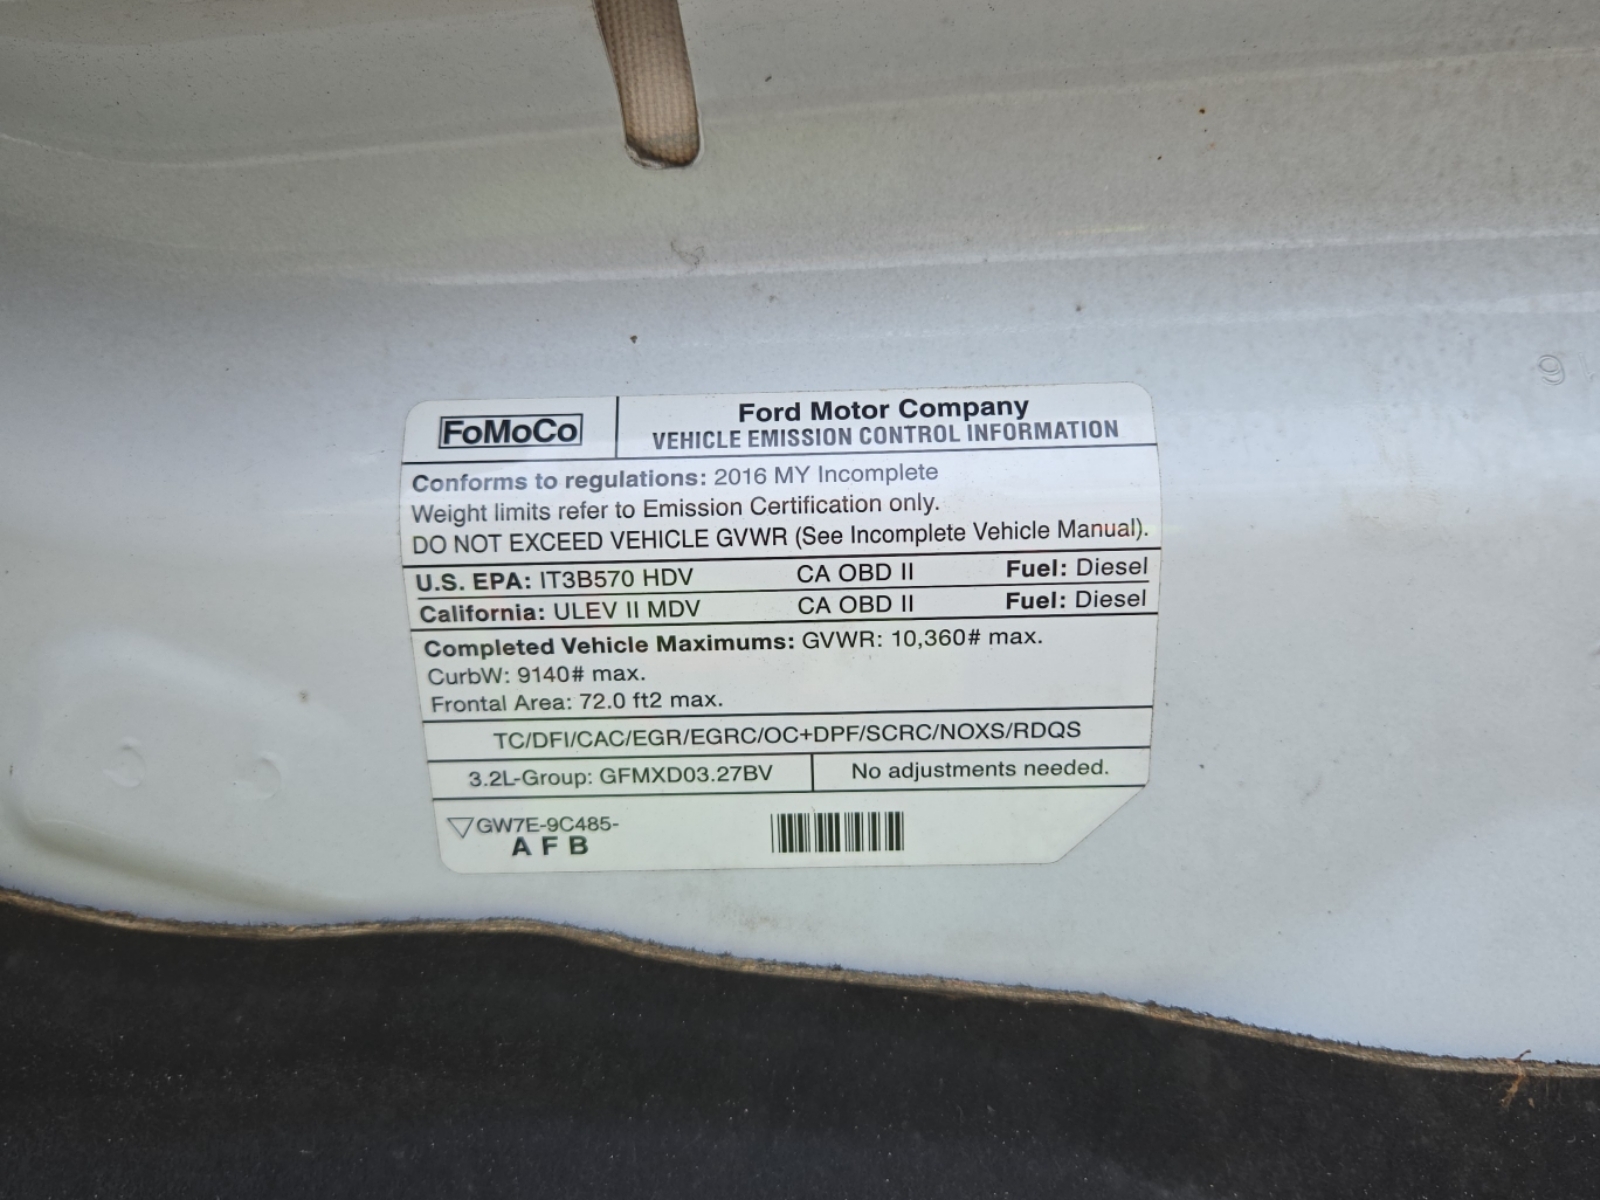 FoMoCo
Ford Motor Company
VEHICLE EMISSION CONTROL INFORMATION
Conforms to regulations: 2016 MY Incomplete
Weight limits refer to Emission Certification only.
DO NOT EXCEED VEHICLE GVWR (See Incomplete Vehicle Manual).
U.S. EPA: IT3B570 HDV CA OBD II Fuel: Diesel
California: ULEV II MDV CA OBD II Fuel: Diesel
Completed Vehicle Maximums: GVWR: 10,360# max.
CurbW: 9140# max.
Frontal Area: 72.0 ft2 max.
TC/DFI/CAC/EGR/EGRC/OC+DPF/SCRC/NOXS/RDQS
3.2L-Group: GFMXD03.27BV No adjustments needed.
GW7E-9C485-
A F B